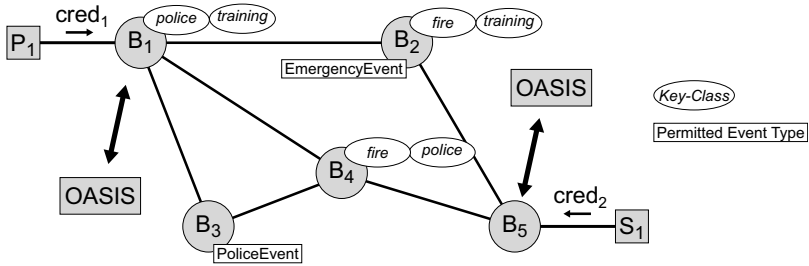 cred1
police training
fire training
P1
B1
B2
EmergencyEvent
OASIS
Key-Class
Permitted Event Type
fire police
B4
OASIS
cred2
B3
B5
S1
PoliceEvent